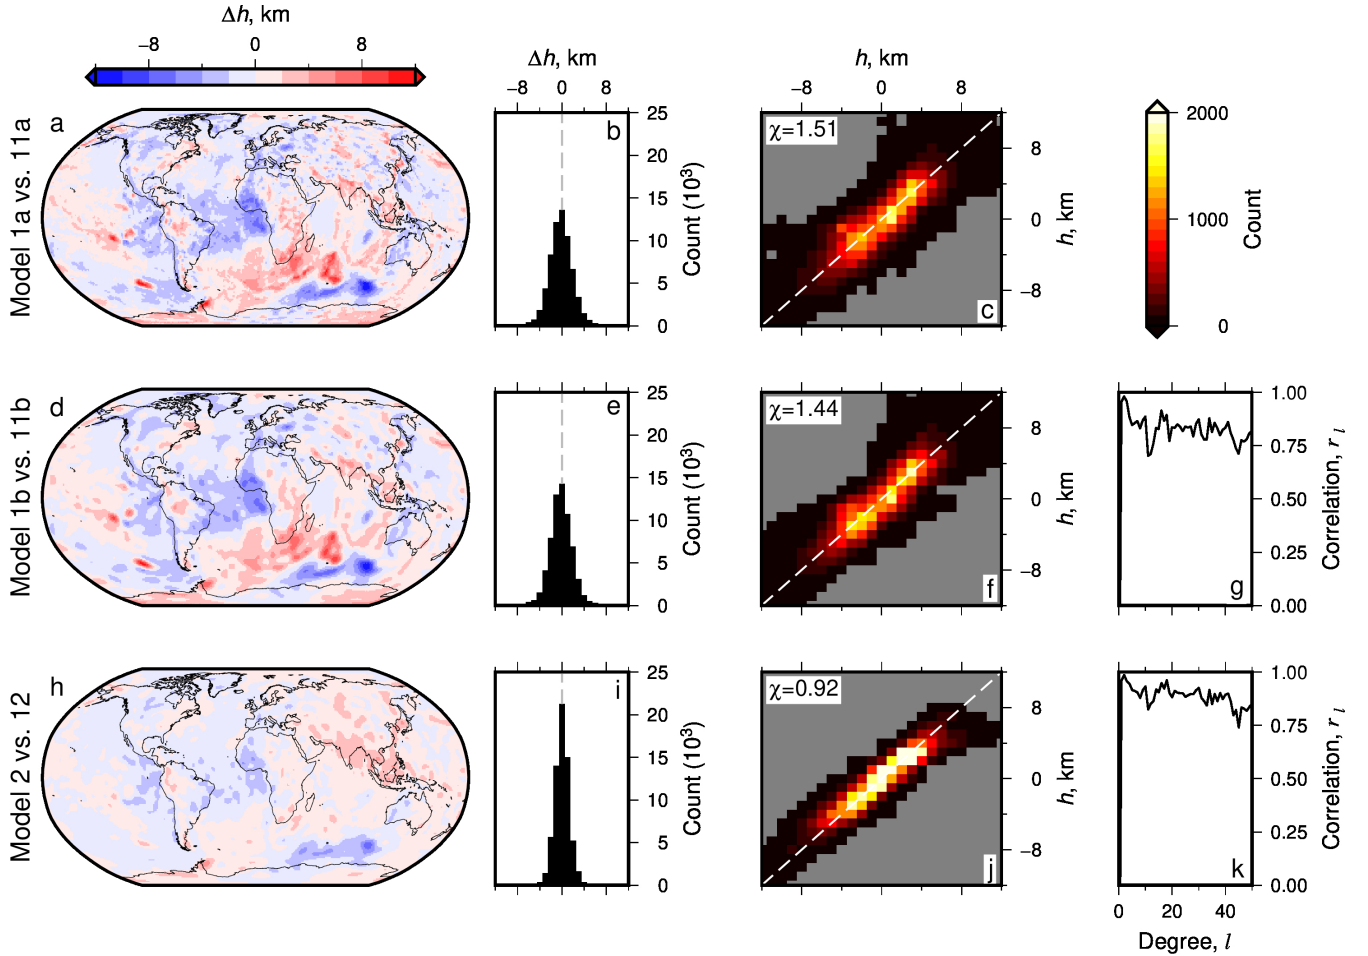 Δh, km
−8 0 8
Δh, km
−8 0 8
h, km
−8 0 8
Model 1a vs. 11a
a
b
25
20
15
10
5
0
Count (10³)
χ=1.51
c
8
0
−8
h, km
2000
1000
0
Count
Model 1b vs. 11b
d
e
25
20
15
10
5
0
Count (10³)
χ=1.44
f
8
0
−8
h, km
g
1.00
0.75
0.50
0.25
0.00
Correlation, r_l
Model 2 vs. 12
h
i
25
20
15
10
5
0
Count (10³)
χ=0.92
j
8
0
−8
h, km
k
1.00
0.75
0.50
0.25
0.00
Correlation, r_l
0 20 40
Degree, l